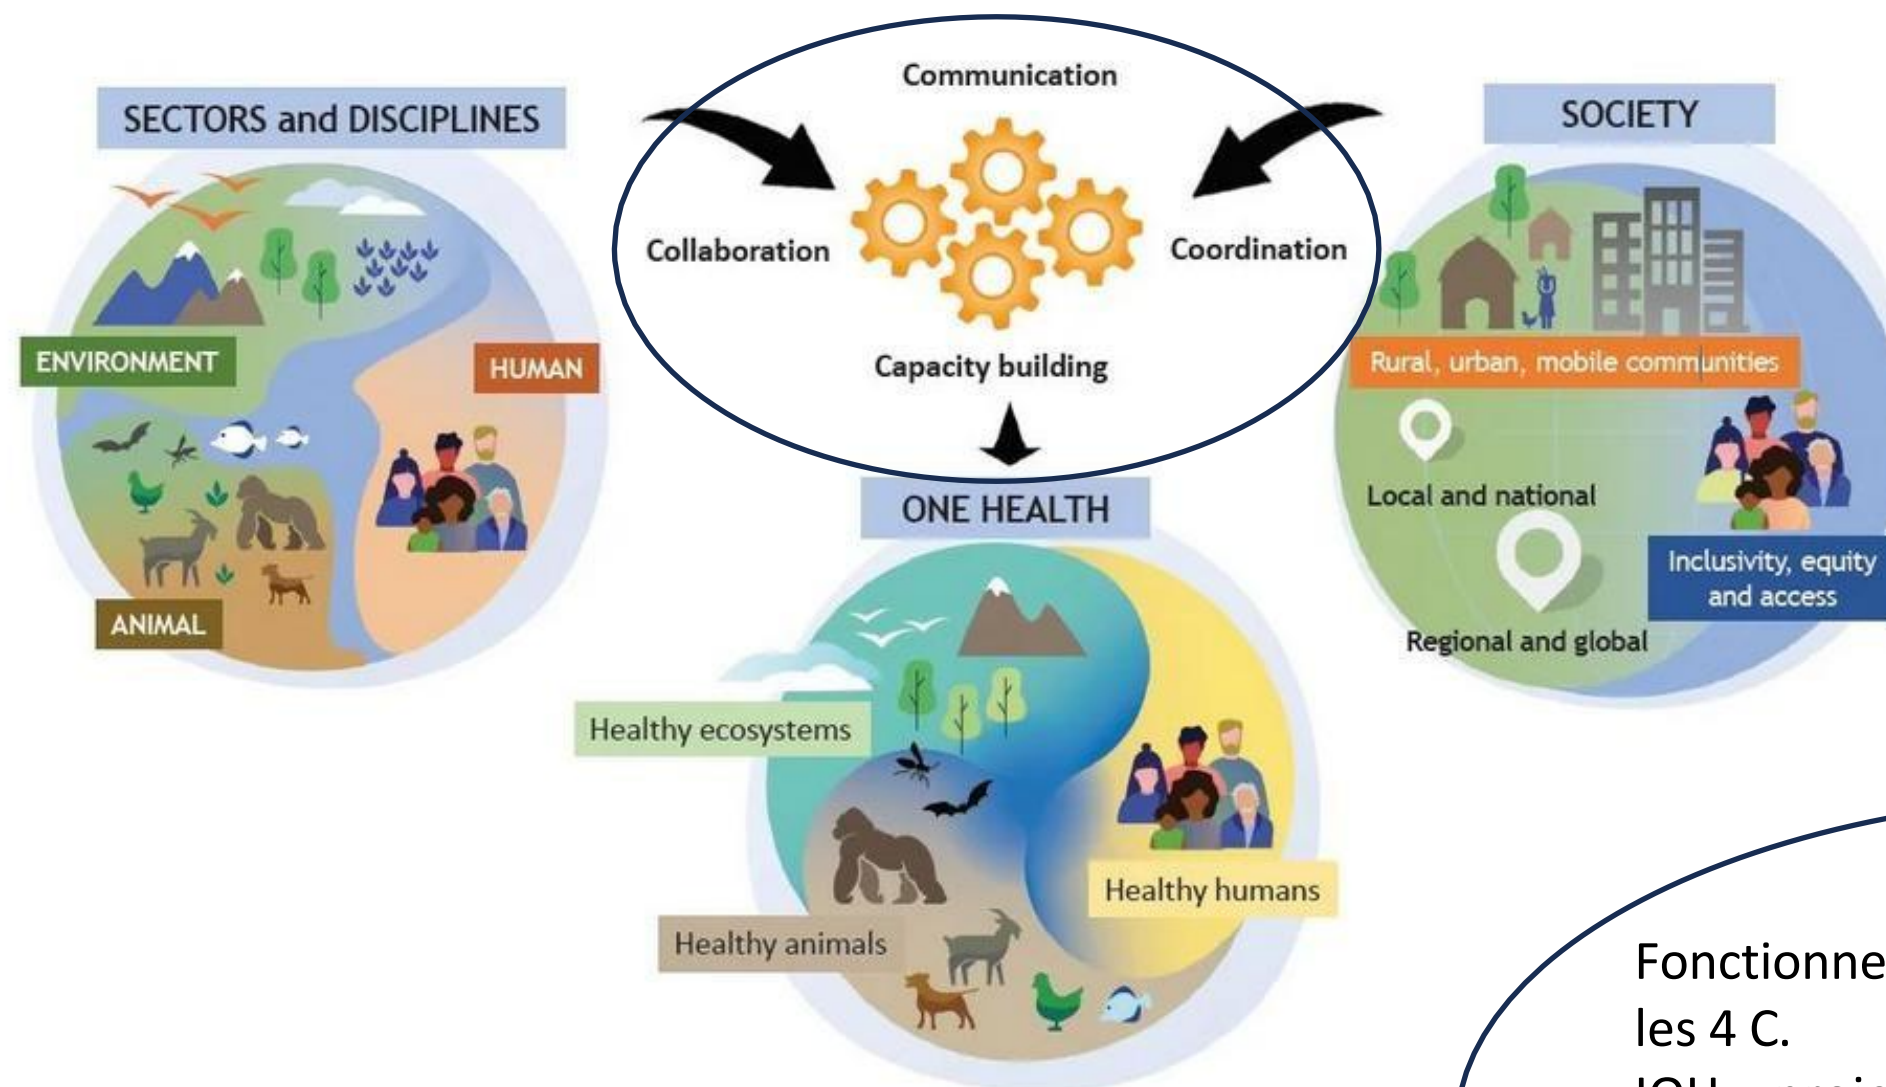 SECTORS and DISCIPLINES
ENVIRONMENT
HUMAN
ANIMAL
Communication
Collaboration
Coordination
Capacity building
SOCIETY
Rural, urban, mobile communities
Local and national
Inclusivity, equity
and access
Regional and global
ONE HEALTH
Healthy ecosystems
Healthy humans
Healthy animals
Fonctionne
les 4 C.